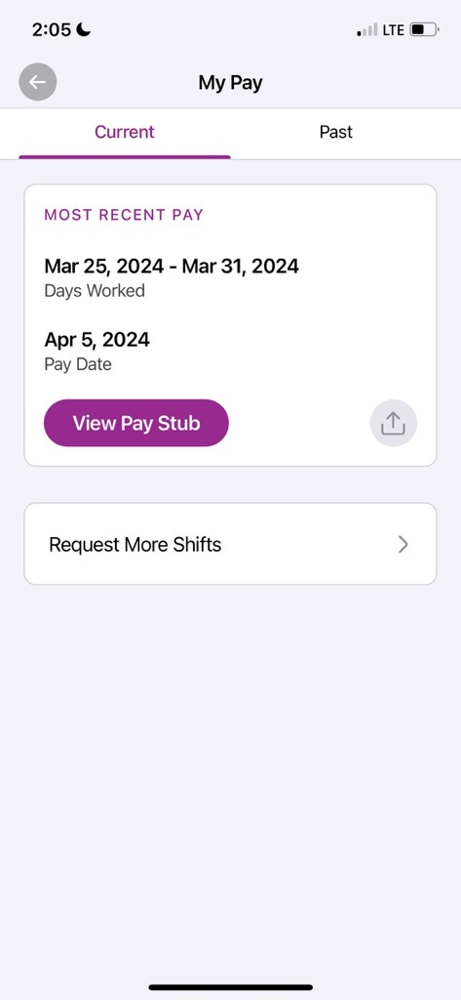 2:05
LTE
My Pay
Current
Past
MOST RECENT PAY
Mar 25, 2024 - Mar 31, 2024
Days Worked
Apr 5, 2024
Pay Date
View Pay Stub
Request More Shifts